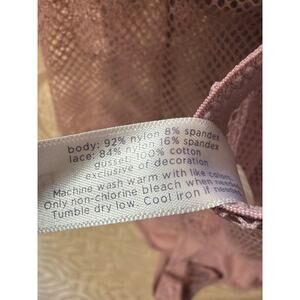 body: 92% nylon 8% spandex
lace: 84% nylon 16% spandex
gusset: 100% cotton
exclusive of decoration
Machine wash warm with like colors.
Only non-chlorine bleach when needed.
Tumble dry low. Cool iron if needed.